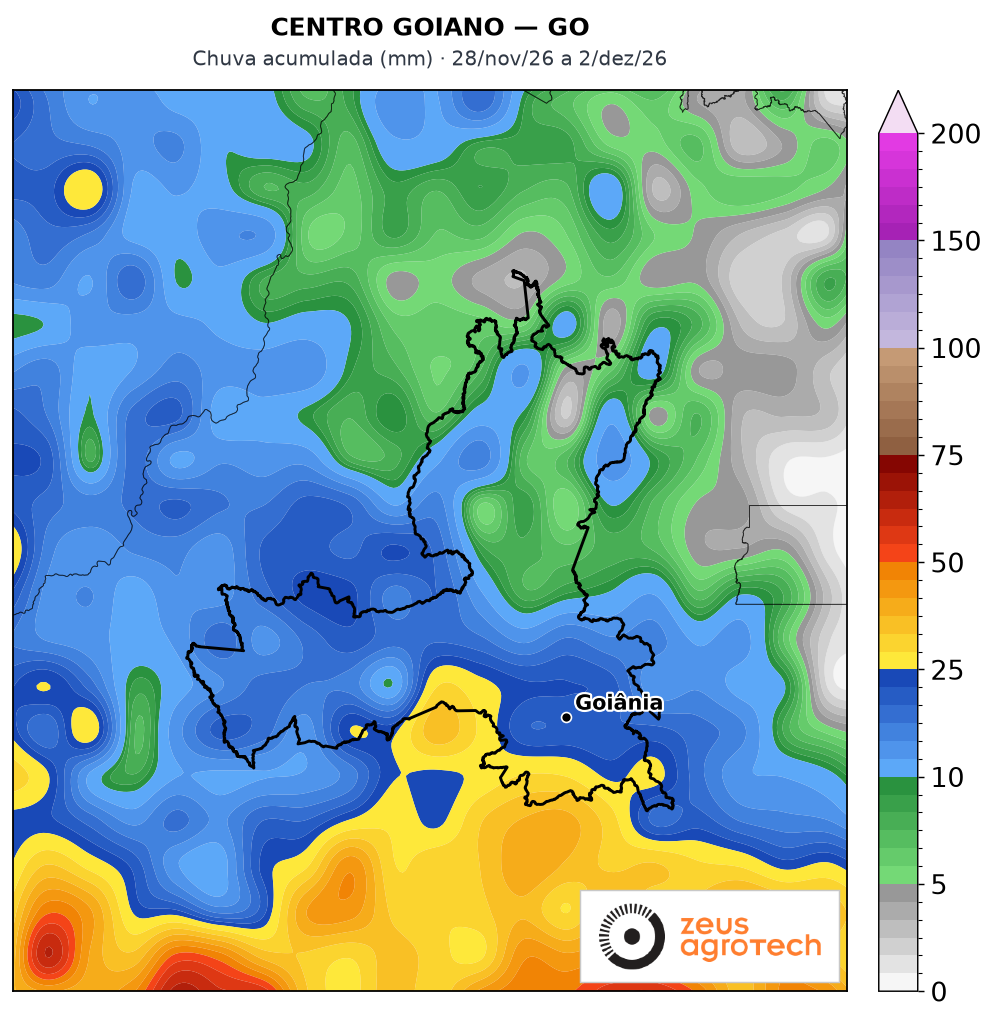 CENTRO GOIANO — GO
Chuva acumulada (mm) · 28/nov/26 a 2/dez/26
200
150
100
75
50
25
10
5
0
Goiânia
zeus
agrotech